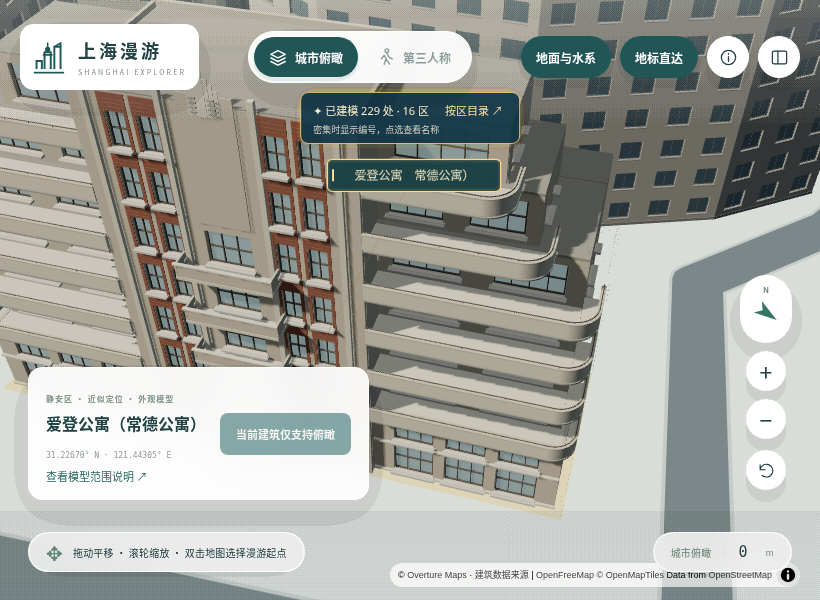 上海漫游
SHANGHAI EXPLORER
城市俯瞰
第三人称
地面与水系
地标直达
✦ 已建模 229 处 · 16 区 按区目录 ↗
密集时显示编号，点选查看名称
爱登公寓 常德公寓）
N
静安区 • 近似定位 • 外观模型
爱登公寓（常德公寓）
当前建筑仅支持俯瞰
31.22670° N · 121.44305° E
查看模型范围说明 ↗
拖动平移 • 滚轮缩放 • 双击地图选择漫游起点
城市俯瞰 0 m
© Overture Maps · 建筑数据来源 | OpenFreeMap © OpenMapTiles Data from OpenStreetMap